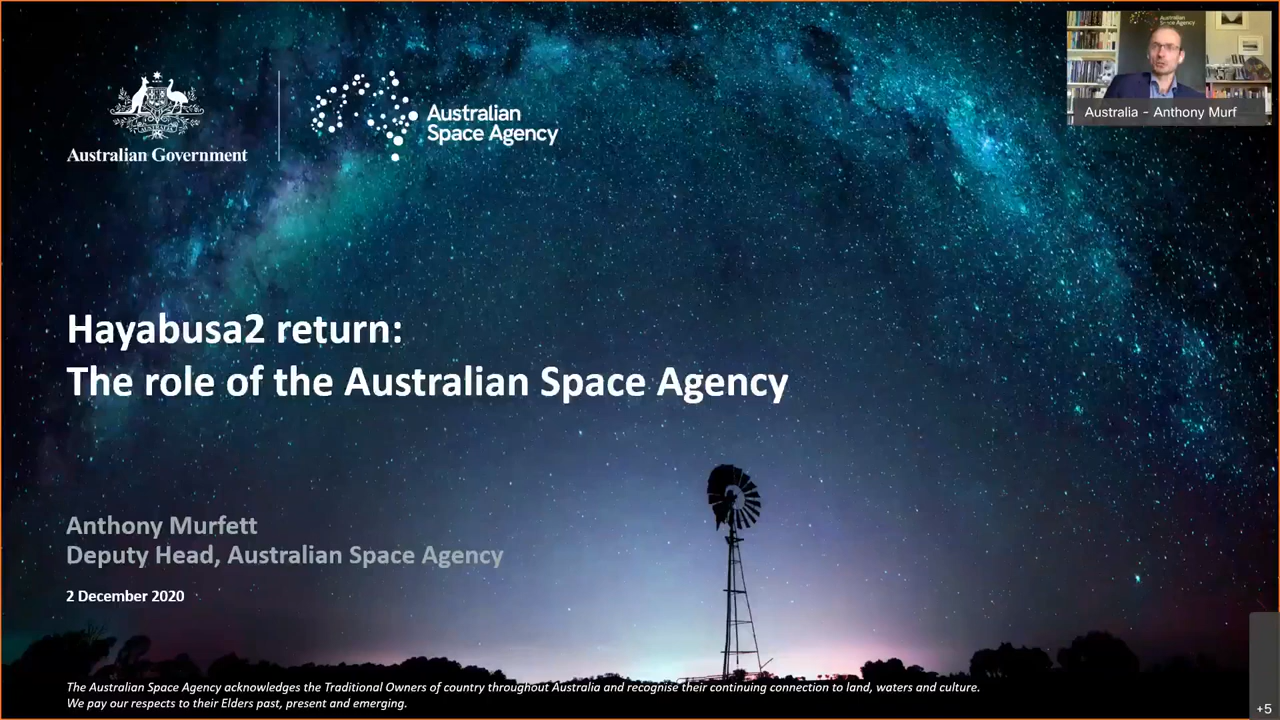 Australian Government
Australian
Space Agency
Australian
Space Agency
Australia - Anthony Murf
Hayabusa2 return:
The role of the Australian Space Agency
Anthony Murfett
Deputy Head, Australian Space Agency
2 December 2020
The Australian Space Agency acknowledges the Traditional Owners of country throughout Australia and recognise their continuing connection to land, waters and culture.
We pay our respects to their Elders past, present and emerging.
+5